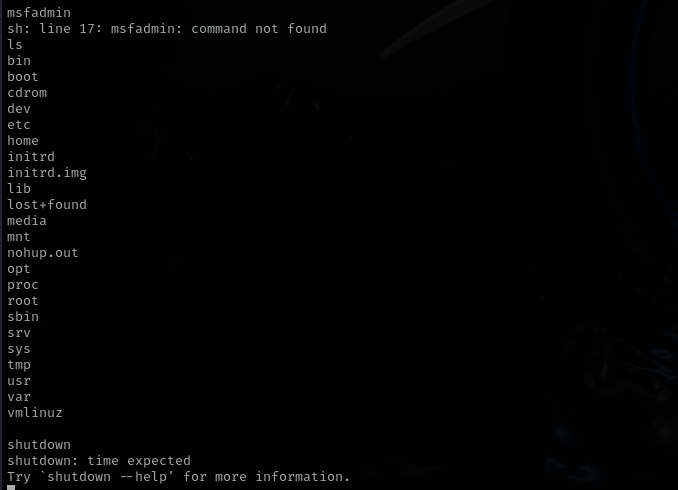 msfadmin
sh: line 17: msfadmin: command not found
ls
bin
boot
cdrom
dev
etc
home
initrd
initrd.img
lib
lost+found
media
mnt
nohup.out
opt
proc
root
sbin
srv
sys
tmp
usr
var
vmlinuz
shutdown
shutdown: time expected
Try `shutdown --help' for more information.